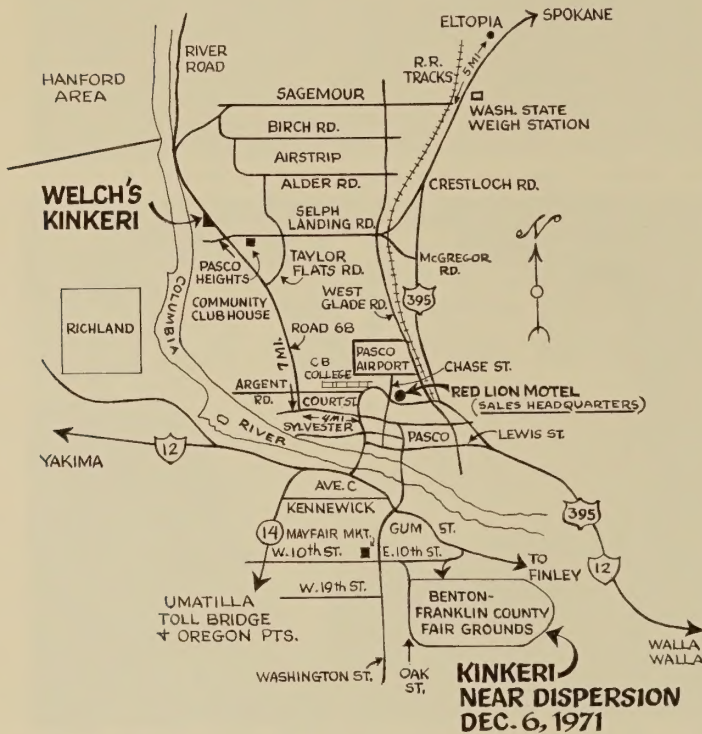 ELTOPIA
SPOKANE
RIVER
ROAD
R.R.
TRACKS
5 MI
HANFORD
AREA
SAGEMOUR
WASH. STATE
WEIGH STATION
BIRCH RD.
AIRSTRIP
ALDER RD.
CRESTLOCH RD.
WELCH'S
KINKERI
SELPH
LANDING RD.
N
McGREGOR
RD.
PASCO
HEIGHTS
TAYLOR
FLATS RD.
COMMUNITY
CLUB HOUSE
WEST
GLADE RD.
395
COLUMBIA
RIVER
RICHLAND
ROAD 68
7 MI.
PASCO
AIRPORT
CHASE ST.
C B
COLLEGE
ARGENT
RD.
COURT ST.
RED LION MOTEL
(SALES HEADQUARTERS)
4 MI
SYLVESTER
PASCO
LEWIS ST.
YAKIMA
12
AVE. C
KENNEWICK
395
14
MAYFAIR MKT.
GUM ST.
W. 10th ST.
E. 10th ST.
TO
FINLEY
12
W. 19th ST.
BENTON-
FRANKLIN COUNTY
FAIR GROUNDS
UMATILLA
TOLL BRIDGE
+ OREGON PTS.
WALLA
WALLA
WASHINGTON ST.
OAK
ST.
KINKERI
NEAR DISPERSION
DEC. 6, 1971